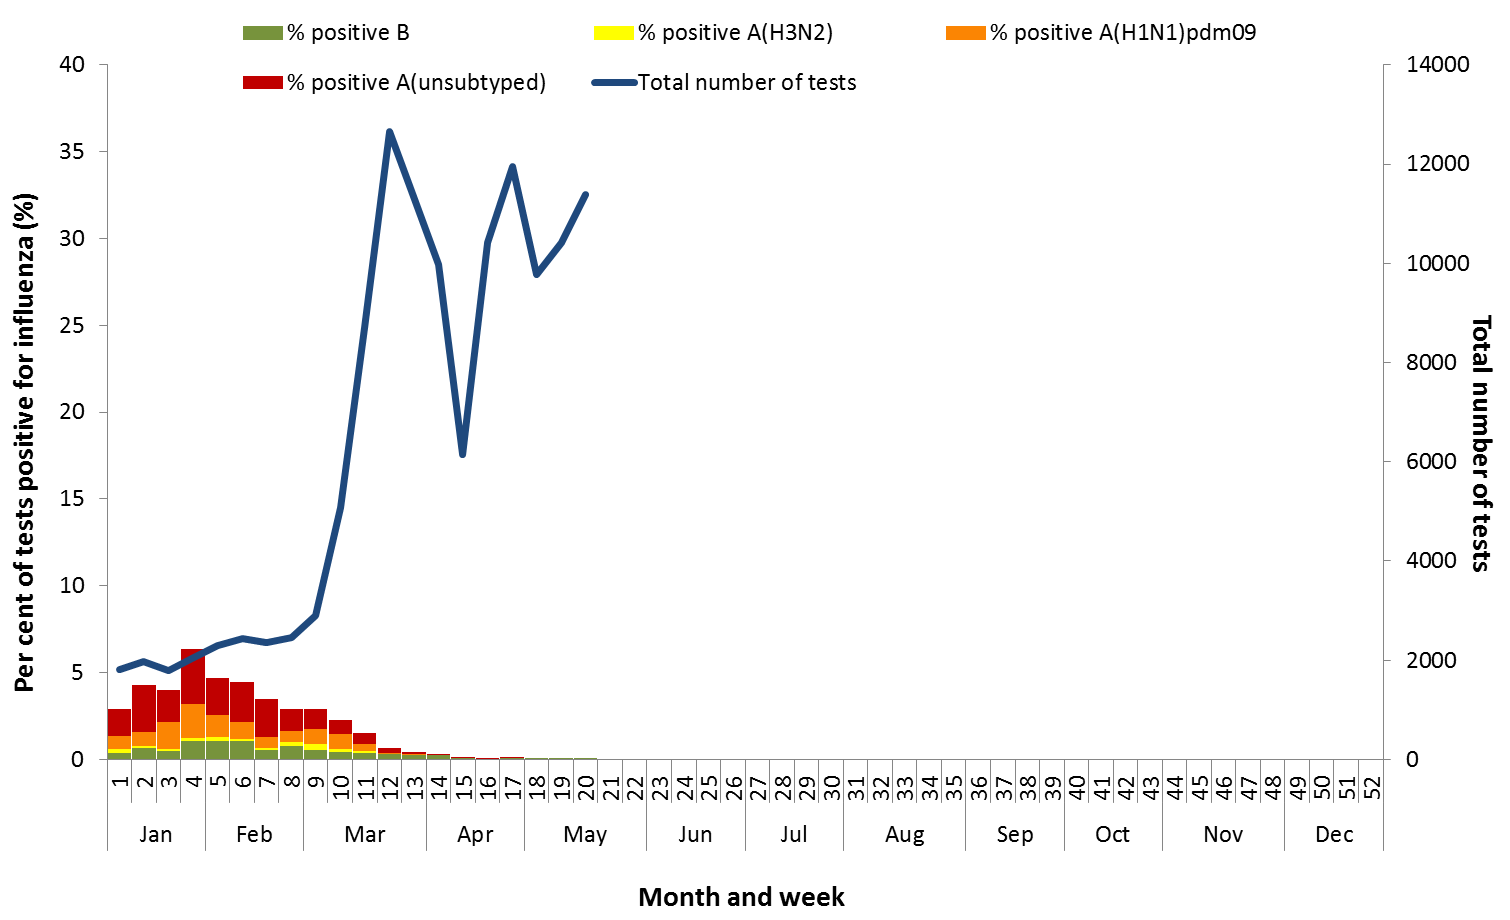 % positive B % positive A(H3N2) % positive A(H1N1)pdm09
% positive A(unsubtyped) Total number of tests
Per cent of tests positive for influenza (%)
40
35
30
25
20
15
10
5
0
14000
12000
10000
8000
6000
4000
2000
0
Total number of tests
1 2 3 4 5 6 7 8 9 10 11 12 13 14 15 16 17 18 19 20 21 22 23 24 25 26 27 28 29 30 31 32 33 34 35 36 37 38 39 40 41 42 43 44 45 46 47 48 49 50 51 52
Jan Feb Mar Apr May Jun Jul Aug Sep Oct Nov Dec
Month and week